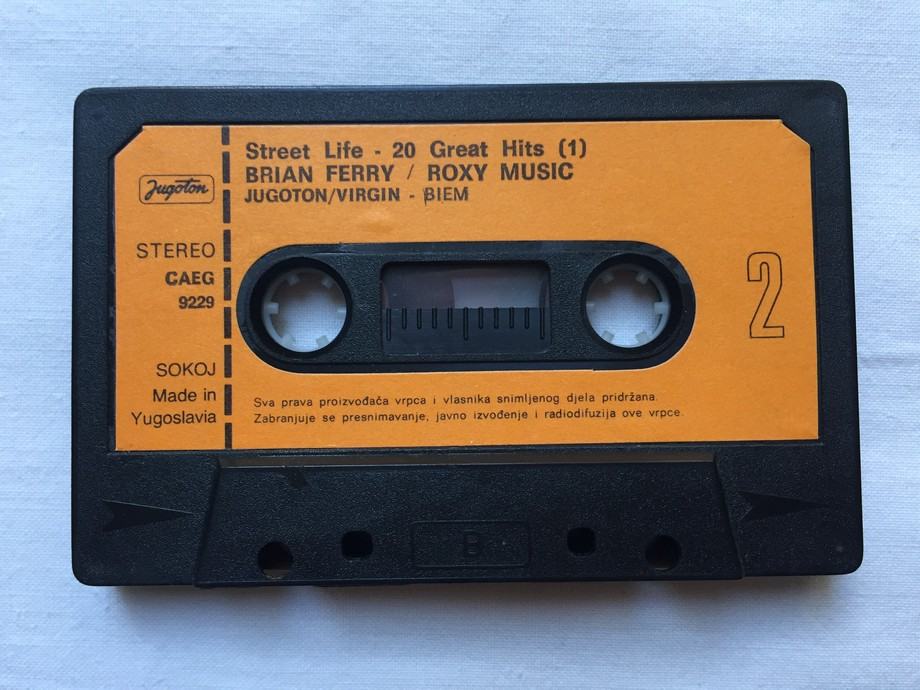 Street Life - 20 Great Hits (1)
BRIAN FERRY / ROXY MUSIC
JUGOTON/VIRGIN - BIEM
Jugoton
STEREO
CAEG
9229
SOKOJ
Made in
Yugoslavia
2
Sva prava proizvođača vrpca i vlasnika snimljenog djela pridržana.
Zabranjuje se presnimavanje, javno izvođenje i radiodifuzija ove vrpce.
B